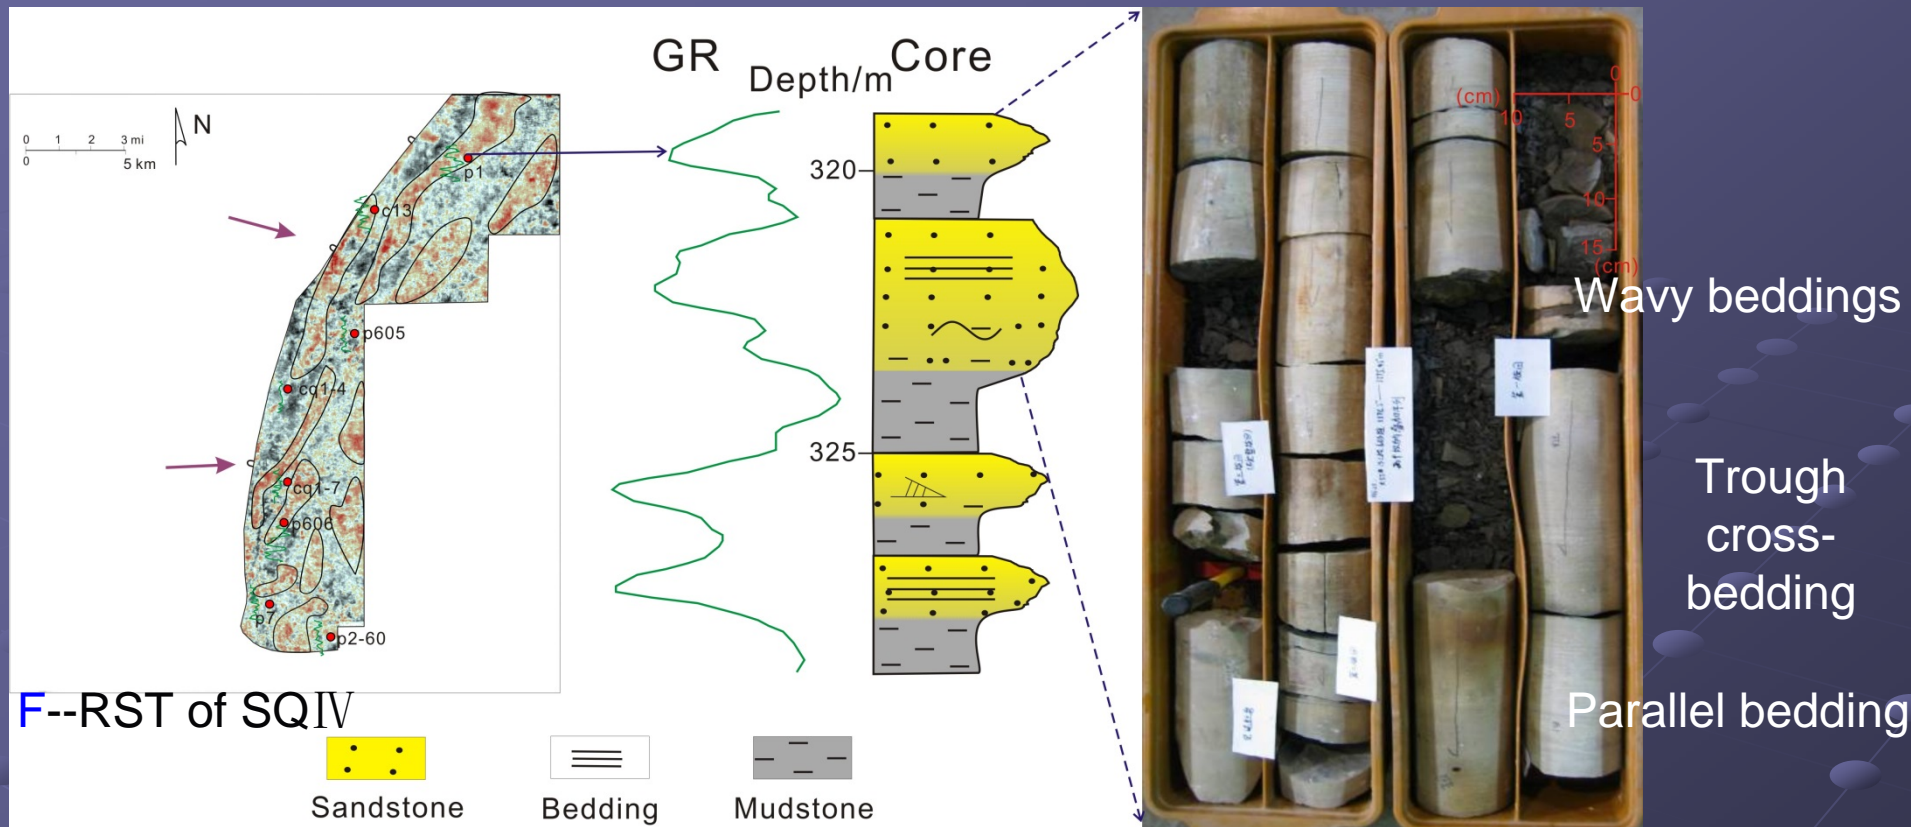 GR
Depth/m
Core
N
0 1 2 3 mi
0 5 km
p1
c13
p605
cq1-4
cq1-7
p606
p7
p2-60
320
325
F--RST of SQⅣ
Sandstone
Bedding
Mudstone
0
(cm)
10
5
0
5
10
15
(cm)
Wavy beddings
Trough
cross-
bedding
Parallel bedding